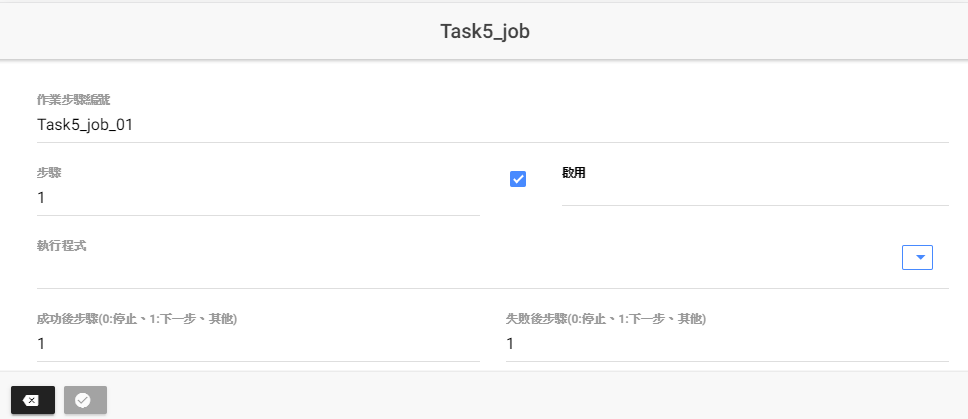 Task5_job
作業步驟編號
Task5_job_01
步驟
1
啟用
執行程式
成功後步驟(0:停止、1:下一步、其他)
1
失敗後步驟(0:停止、1:下一步、其他)
1